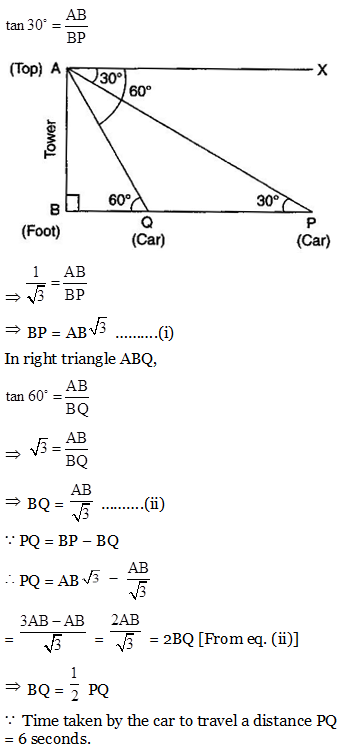 tan 30° = AB/BP
(Top) A X
30°
60°
Tower
B 60° 30°
(Foot) Q P
(Car) (Car)
⇒ 1/√3 = AB/BP
⇒ BP = AB√3 ..........(i)
In right triangle ABQ,
tan 60° = AB/BQ
⇒ √3 = AB/BQ
⇒ BQ = AB/√3 ..........(ii)
∵ PQ = BP − BQ
∴ PQ = AB√3 − AB/√3
= (3AB − AB)/√3 = 2AB/√3 = 2BQ [From eq. (ii)]
⇒ BQ = 1/2 PQ
∵ Time taken by the car to travel a distance PQ
= 6 seconds.